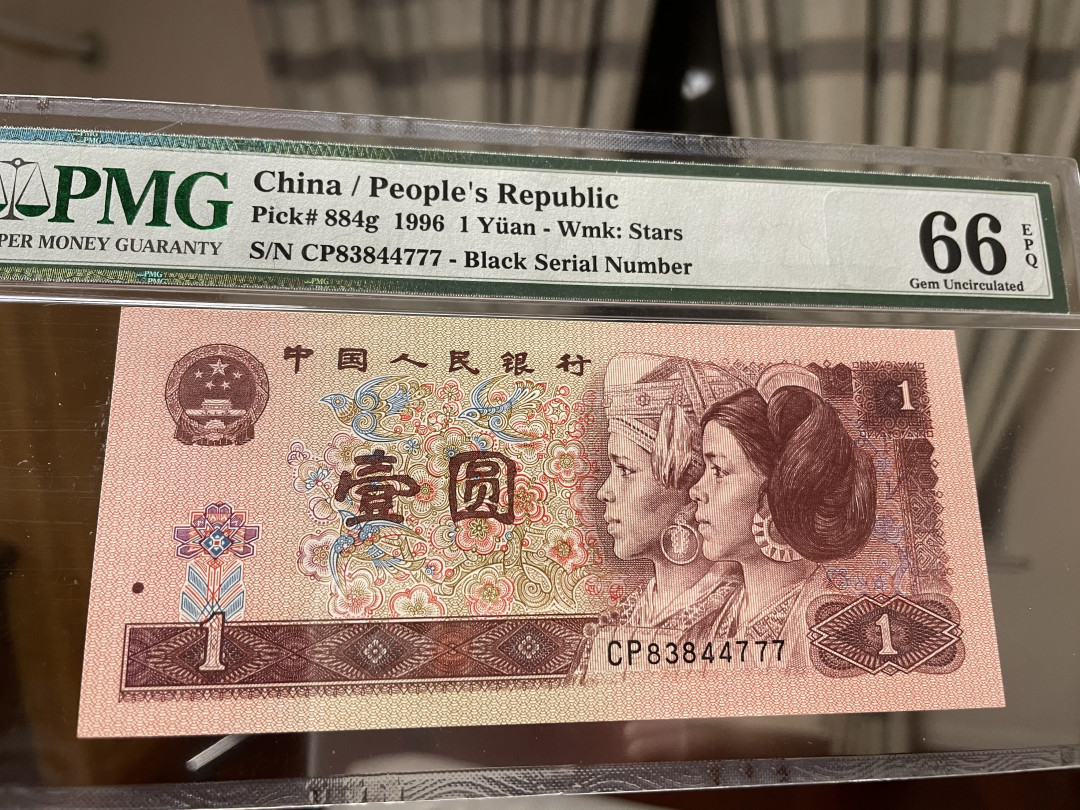 PMG
PER MONEY GUARANTY
China / People's Republic
Pick# 884g 1996 1 Yüan - Wmk: Stars
S/N CP83844777 - Black Serial Number
66
EPQ
Gem Uncirculated
中国人民银行
1
壹圆
1
CP83844777
1